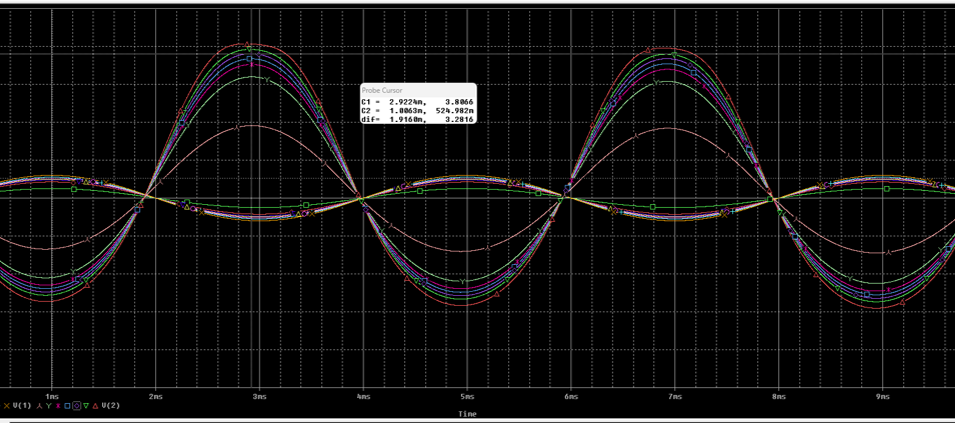 Probe Cursor
C1 = 2.9224m, 3.8066
C2 = 1.0063m, 524.982m
dif= 1.9160m, 3.2816
1ms 2ms 3ms 4ms 5ms 6ms 7ms 8ms 9ms
V(1) V(2)
Time